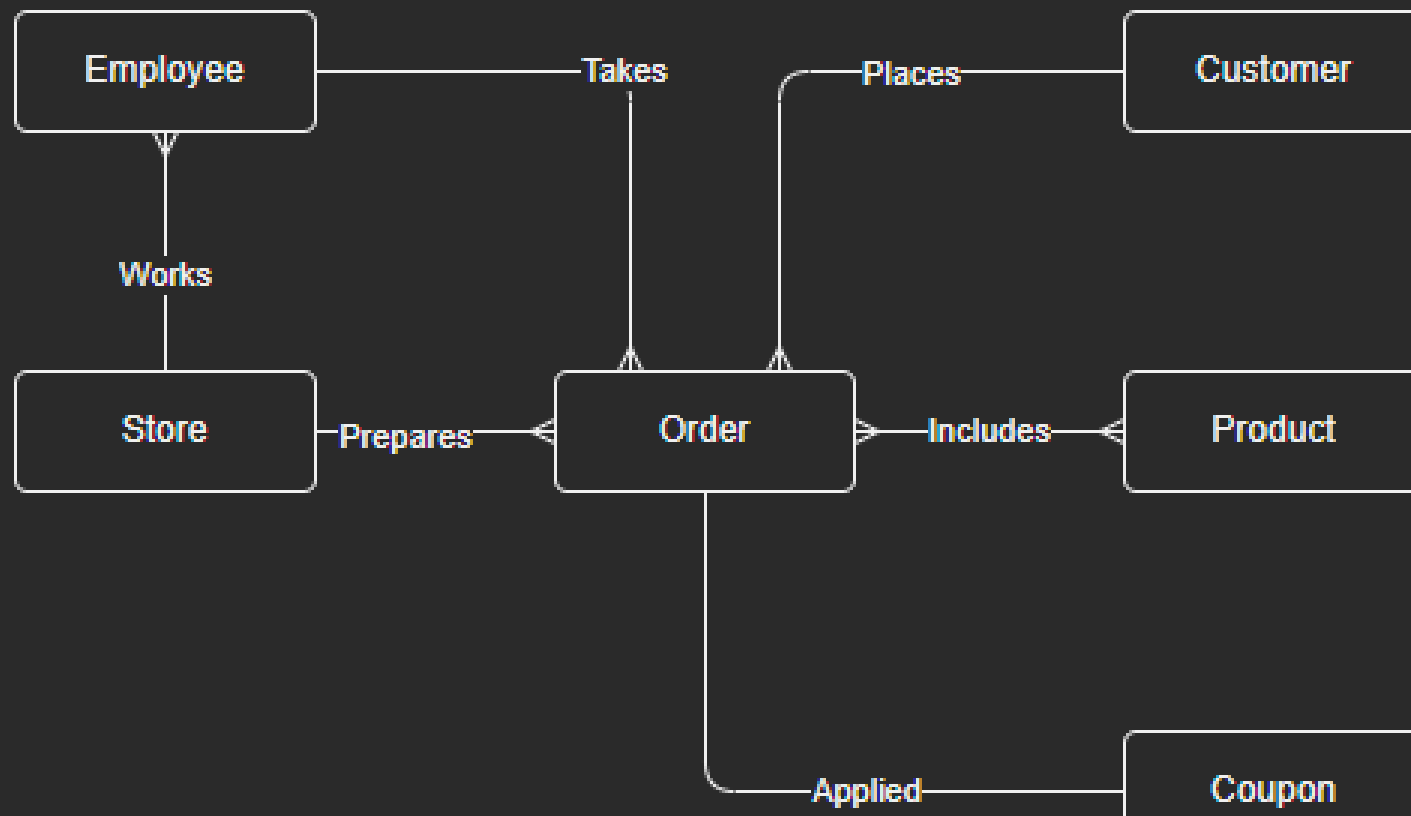 Employee
Takes
Places
Customer
Works
Store
Prepares
Order
Includes
Product
Applied
Coupon